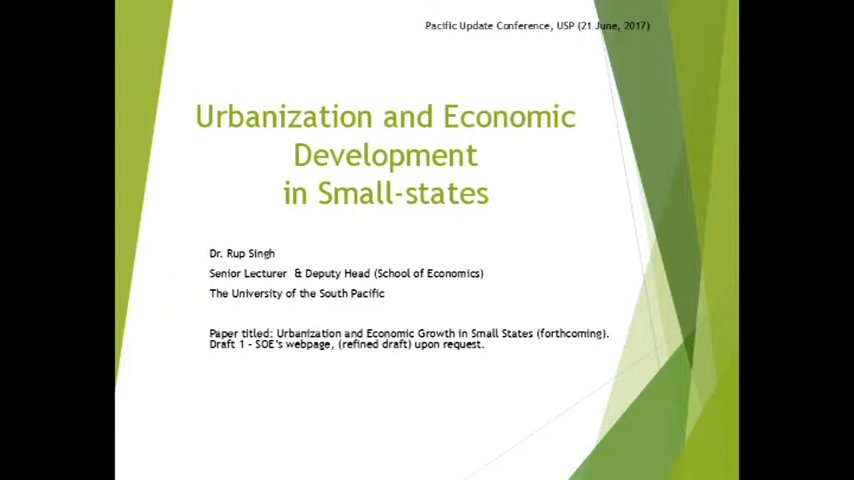 Pacific Update Conference, USP (21 June, 2017)
Urbanization and Economic
Development
in Small-states
Dr. Rup Singh
Senior Lecturer & Deputy Head (School of Economics)
The University of the South Pacific
Paper titled: Urbanization and Economic Growth in Small States (forthcoming).
Draft 1 - SOE's webpage, (refined draft) upon request.